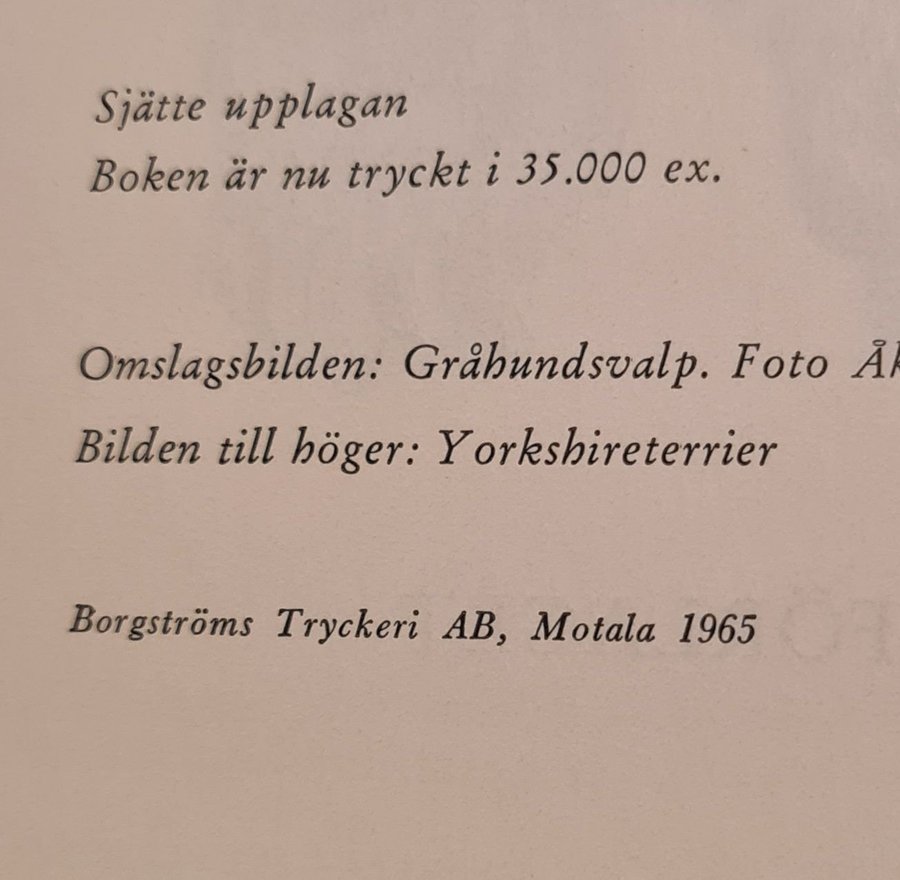 Sjätte upplagan
Boken är nu tryckt i 35.000 ex.
Omslagsbilden: Gråhundsvalp. Foto
Bilden till höger: Yorkshireterrier
Borgströms Tryckeri AB, Motala 1965